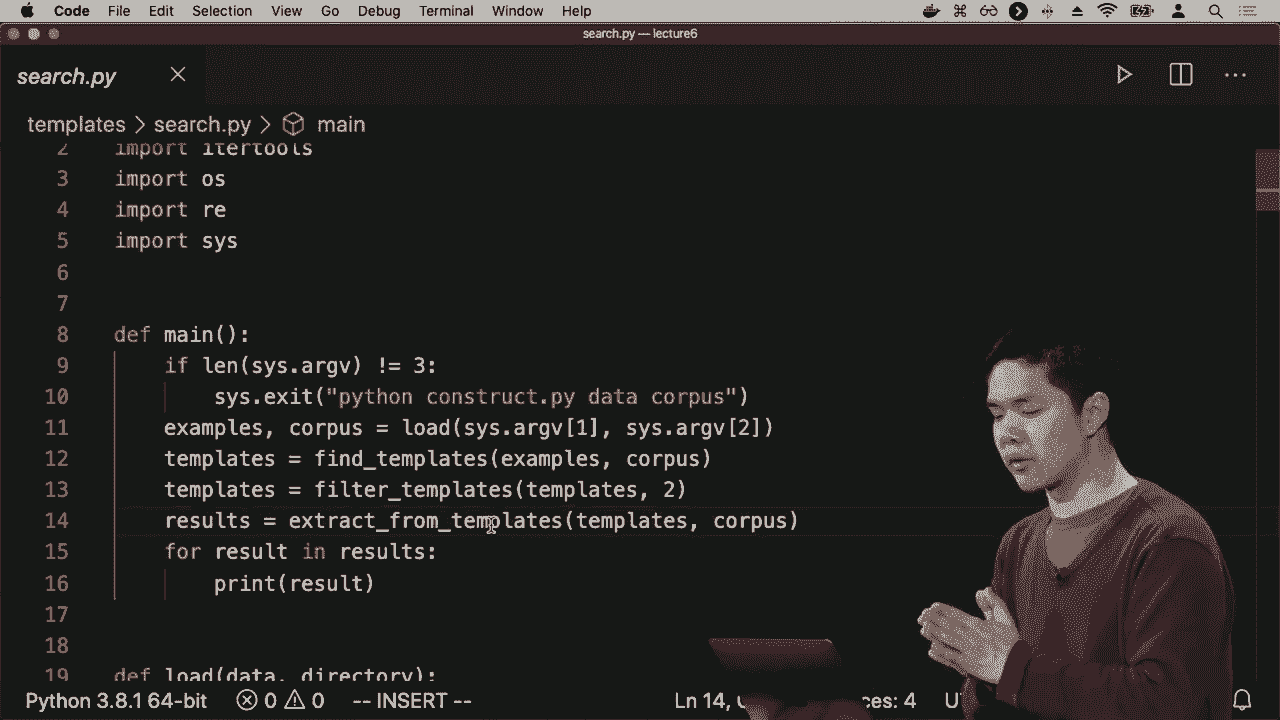 Code File Edit Selection View Go Debug Terminal Window Help
search.py — lecture6
search.py
templates > search.py > main
2 import itertools
3 import os
4 import re
5 import sys
6
7
8 def main():
9 if len(sys.argv) != 3:
10 sys.exit("python construct.py data corpus")
11 examples, corpus = load(sys.argv[1], sys.argv[2])
12 templates = find_templates(examples, corpus)
13 templates = filter_templates(templates, 2)
14 results = extract_from_templates(templates, corpus)
15 for result in results:
16 print(result)
17
18
19 def load(data, directory):
Python 3.8.1 64-bit 0 0 -- INSERT -- Ln 14, ces: 4 U